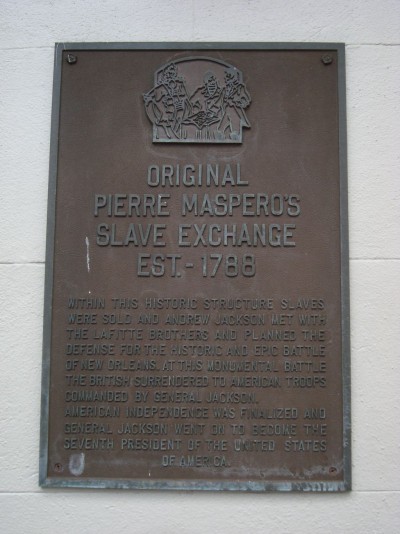 ORIGINAL
PIERRE MASPERO'S
SLAVE EXCHANGE
EST.-1788
WITHIN THIS HISTORIC STRUCTURE SLAVES
WERE SOLD AND ANDREW JACKSON MET WITH
THE LAFITTE BROTHERS AND PLANNED THE
DEFENSE FOR THE HISTORIC AND EPIC BATTLE
OF NEW ORLEANS. AT THIS MONUMENTAL BATTLE
THE BRITISH SURRENDERED TO AMERICAN TROOPS
COMMANDED BY GENERAL JACKSON.
AMERICAN INDEPENDENCE WAS FINALIZED AND
GENERAL JACKSON WENT ON TO BECOME THE
SEVENTH PRESIDENT OF THE UNITED STATES
OF AMERICA.